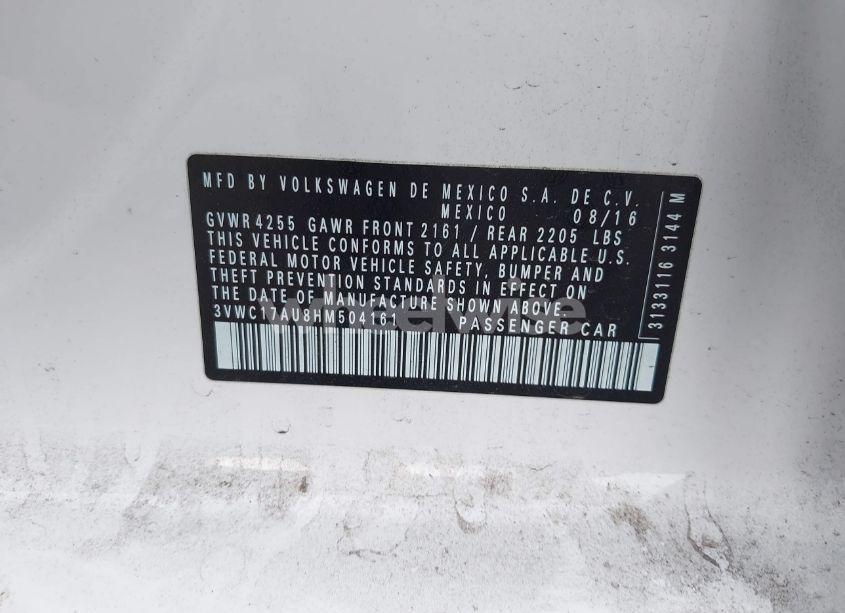 MFD BY VOLKSWAGEN DE MEXICO S.A. DE C.V.
MEXICO 08/16
GVWR 4255 GAWR FRONT 2161 / REAR 2205 LBS
THIS VEHICLE CONFORMS TO ALL APPLICABLE U.S.
FEDERAL MOTOR VEHICLE SAFETY, BUMPER AND
THEFT PREVENTION STANDARDS IN EFFECT ON
THE DATE OF MANUFACTURE SHOWN ABOVE.
3VWC17AU8HM504161 PASSENGER CAR
3133116 3144 M